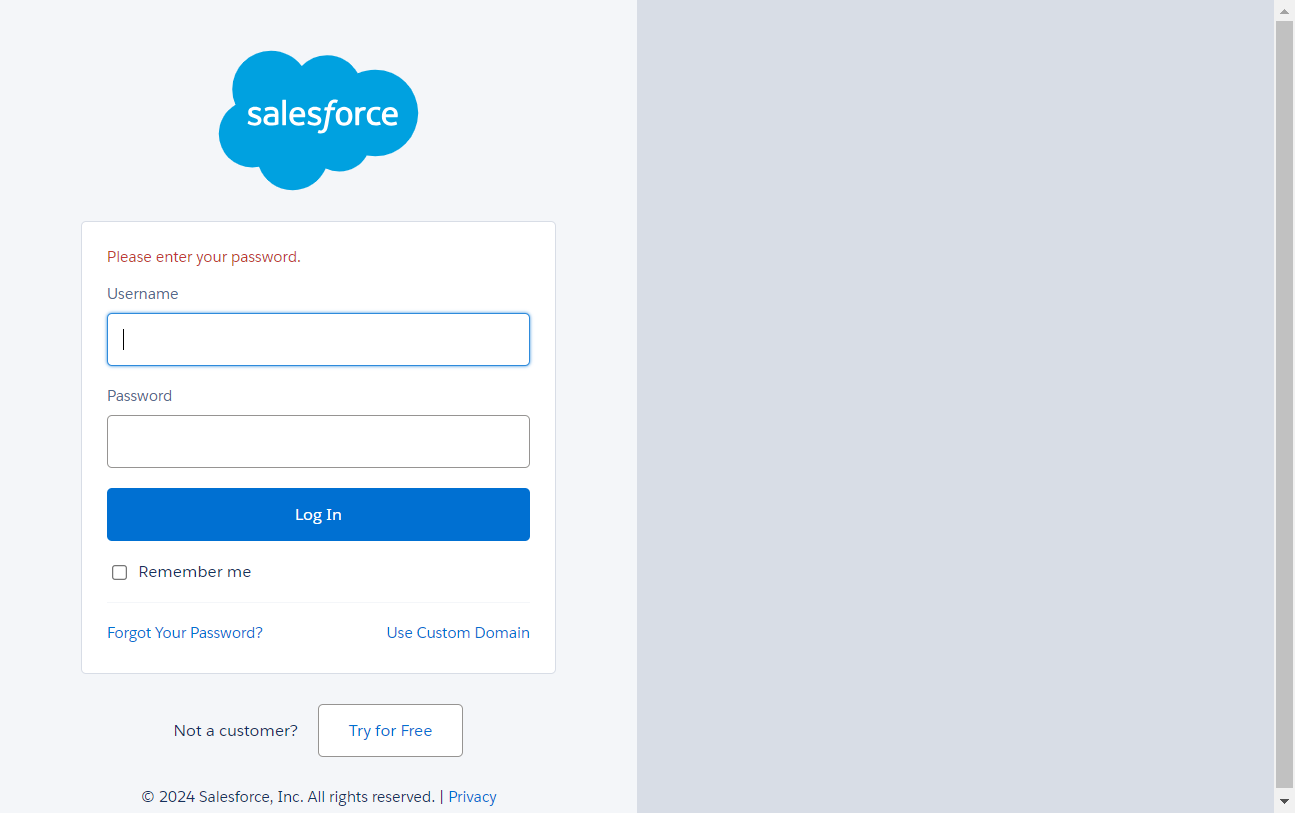 salesforce
Please enter your password.
Username
Password
Log In
Remember me
Forgot Your Password? Use Custom Domain
Not a customer? Try for Free
© 2024 Salesforce, Inc. All rights reserved. | Privacy